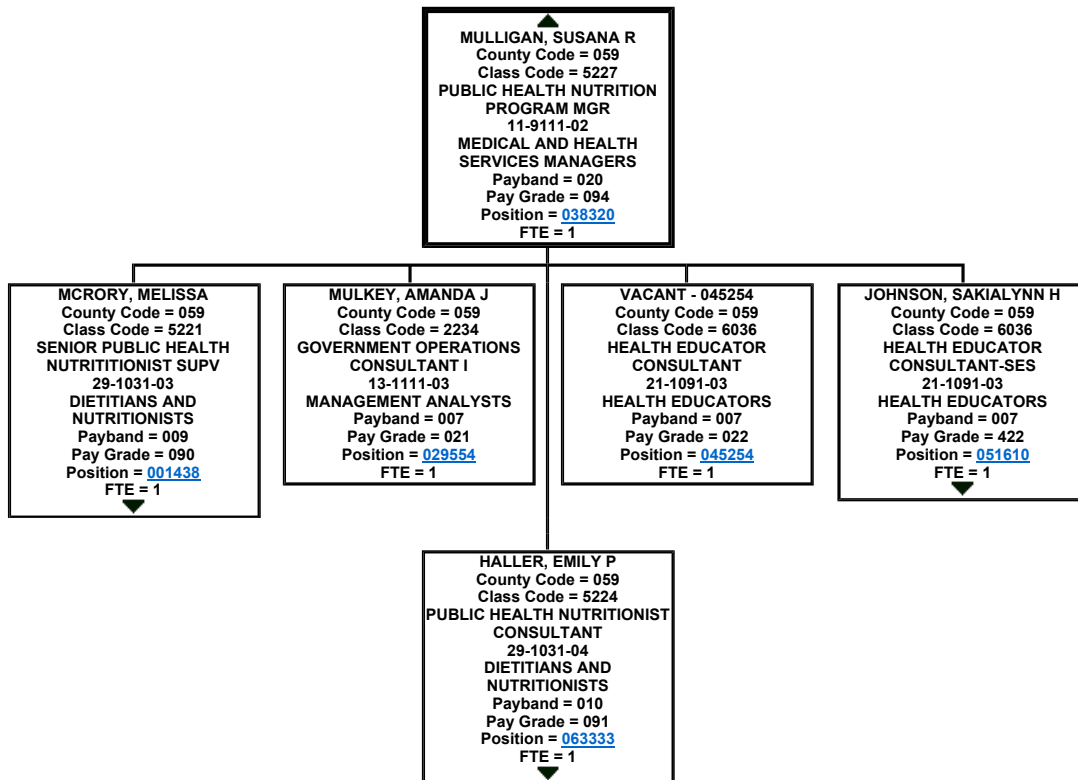 MULLIGAN, SUSANA R
County Code = 059
Class Code = 5227
PUBLIC HEALTH NUTRITION
PROGRAM MGR
11-9111-02
MEDICAL AND HEALTH
SERVICES MANAGERS
Payband = 020
Pay Grade = 094
Position = 038320
FTE = 1
MCRORY, MELISSA
County Code = 059
Class Code = 5221
SENIOR PUBLIC HEALTH
NUTRITITIONIST SUPV
29-1031-03
DIETITIANS AND
NUTRITIONISTS
Payband = 009
Pay Grade = 090
Position = 001438
FTE = 1
MULKEY, AMANDA J
County Code = 059
Class Code = 2234
GOVERNMENT OPERATIONS
CONSULTANT I
13-1111-03
MANAGEMENT ANALYSTS
Payband = 007
Pay Grade = 021
Position = 029554
FTE = 1
VACANT - 045254
County Code = 059
Class Code = 6036
HEALTH EDUCATOR
CONSULTANT
21-1091-03
HEALTH EDUCATORS
Payband = 007
Pay Grade = 022
Position = 045254
FTE = 1
JOHNSON, SAKIALYNN H
County Code = 059
Class Code = 6036
HEALTH EDUCATOR
CONSULTANT-SES
21-1091-03
HEALTH EDUCATORS
Payband = 007
Pay Grade = 422
Position = 051610
FTE = 1
HALLER, EMILY P
County Code = 059
Class Code = 5224
PUBLIC HEALTH NUTRITIONIST
CONSULTANT
29-1031-04
DIETITIANS AND
NUTRITIONISTS
Payband = 010
Pay Grade = 091
Position = 063333
FTE = 1